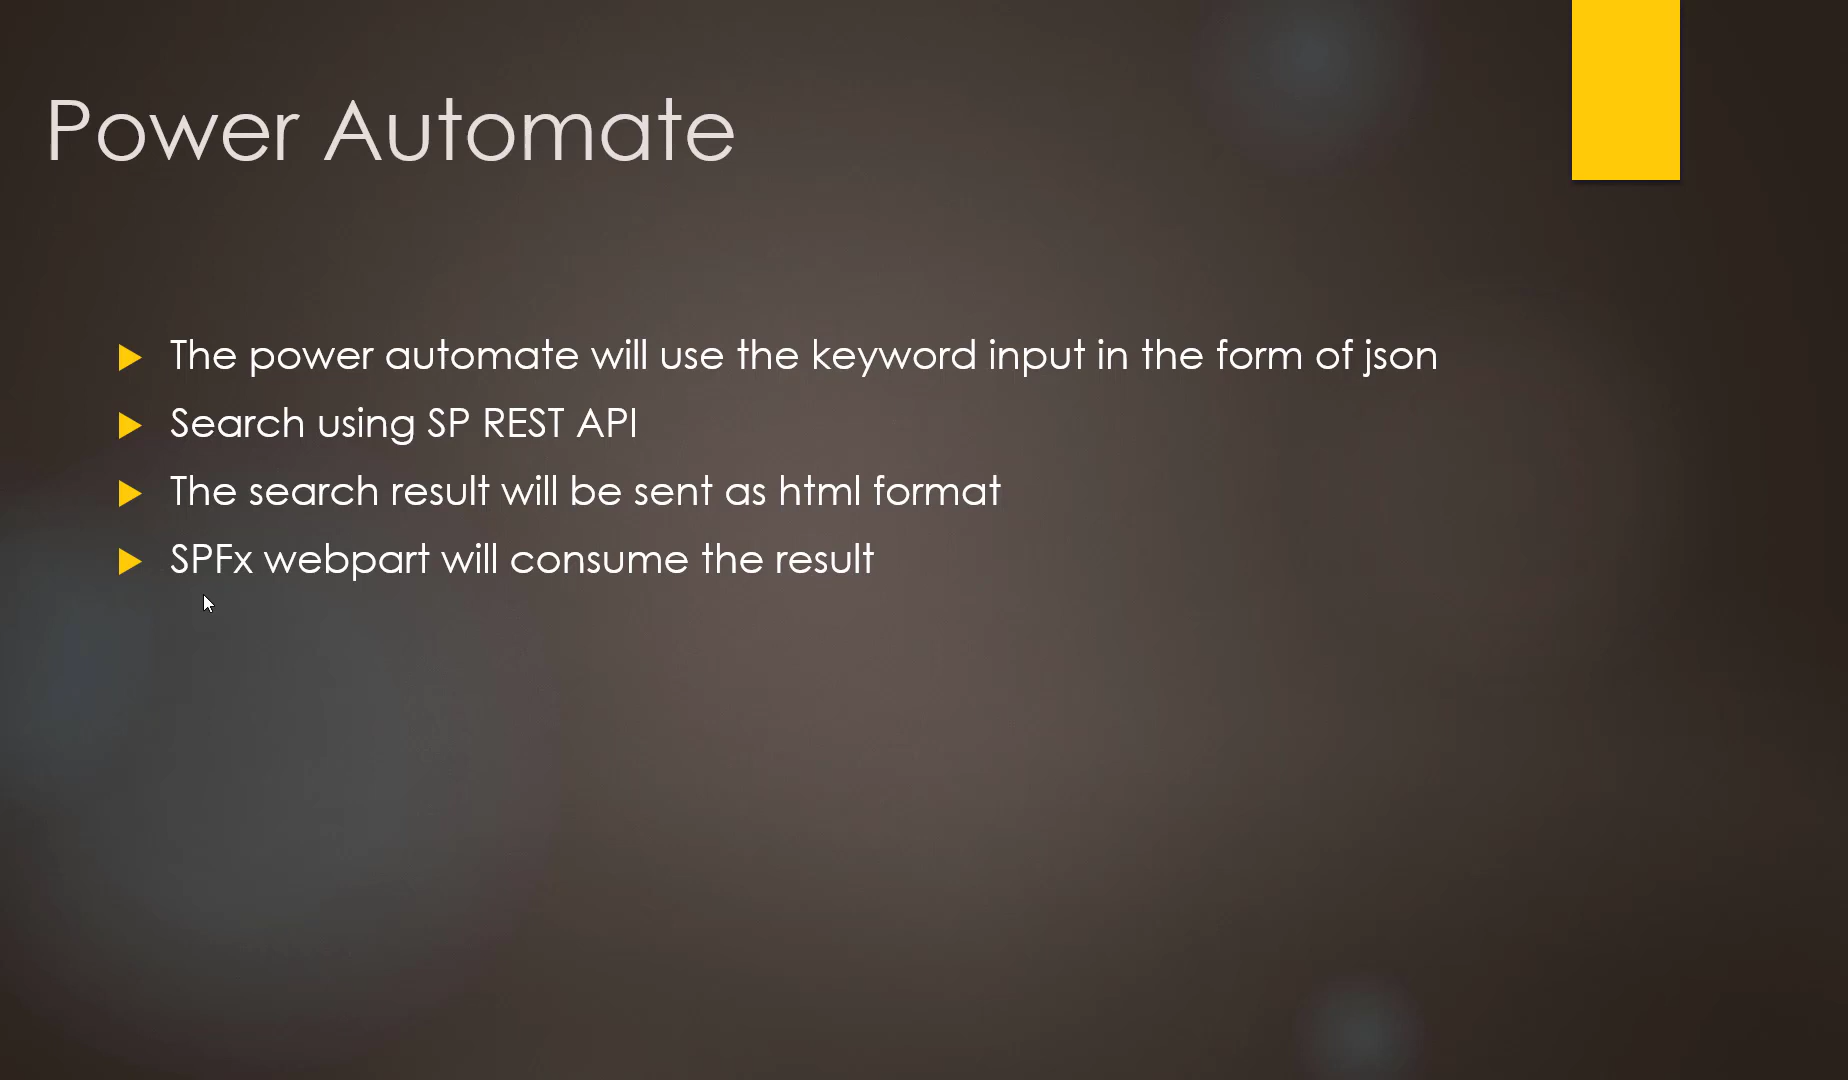 Power Automate
The power automate will use the keyword input in the form of json
Search using SP REST API
The search result will be sent as html format
SPFx webpart will consume the result